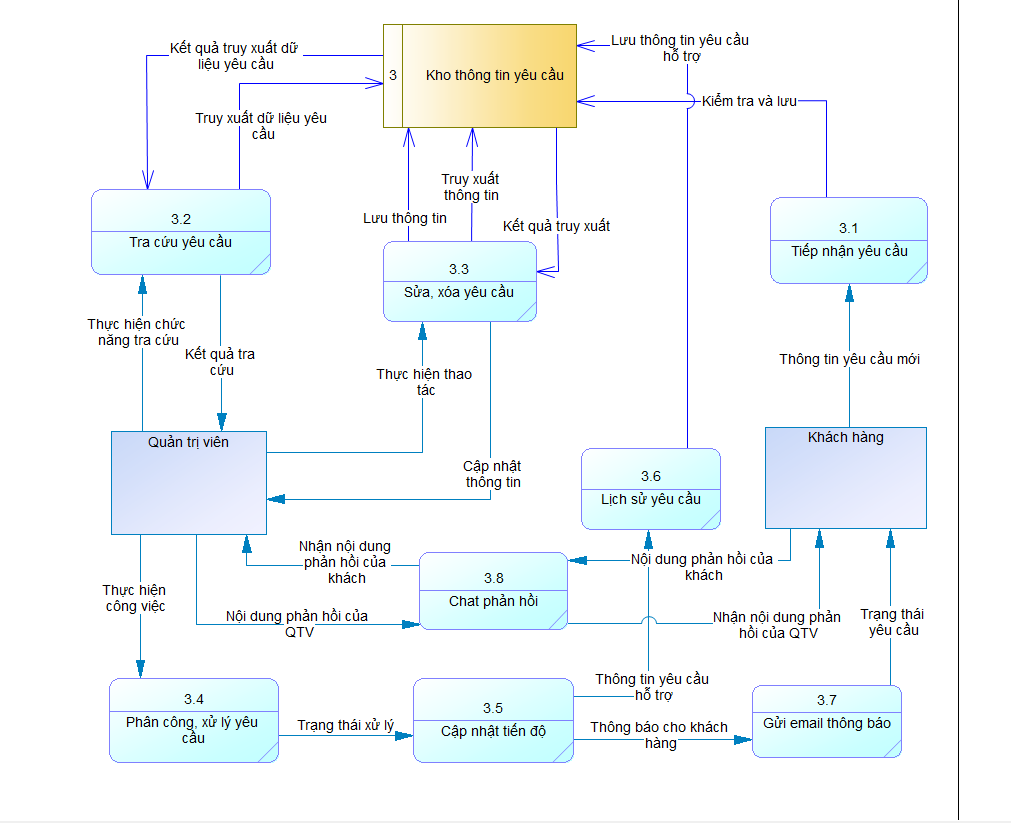 Kết quả truy xuất dữ
liệu yêu cầu
3
Kho thông tin yêu cầu
Lưu thông tin yêu cầu
hỗ trợ
Kiểm tra và lưu
Truy xuất dữ liệu yêu
cầu
Truy xuất
thông tin
Lưu thông tin
Kết quả truy xuất
3.2
Tra cứu yêu cầu
3.3
Sửa, xóa yêu cầu
3.1
Tiếp nhận yêu cầu
Thực hiện chức
năng tra cứu
Kết quả tra
cứu
Thực hiện thao
tác
Thông tin yêu cầu mới
Quản trị viên
Khách hàng
Cập nhật
thông tin
3.6
Lịch sử yêu cầu
Nhận nội dung
phản hồi của
khách
3.8
Chat phản hồi
Nội dung phản hồi của
khách
Thực hiện
công việc
Nội dung phản hồi của
QTV
Nhận nội dung phản
hồi của QTV
Trạng thái
yêu cầu
3.4
Phân công, xử lý yêu
cầu
Trạng thái xử lý
3.5
Cập nhật tiến độ
Thông tin yêu cầu
hỗ trợ
Thông báo cho khách
hàng
3.7
Gửi email thông báo